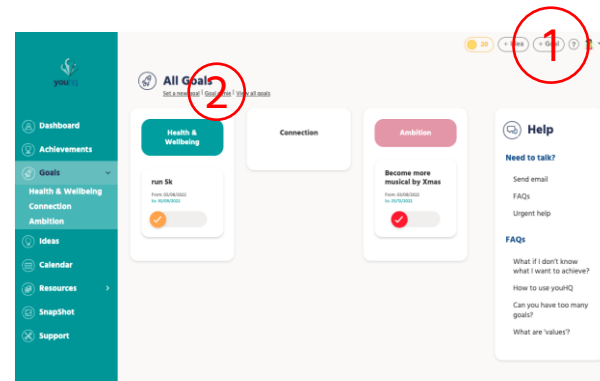 youHQ
Dashboard
Achievements
Goals
Health & Wellbeing
Connection
Ambition
Ideas
Calendar
Resources
SnapShot
Support
20
+ Idea
+ Goal
?
1
All Goals
2
Set a new goal | Goal | View all goals
Health &
Wellbeing
run 5k
From: 03/08/2022
to: 30/09/2022
Connection
Ambition
Become more
musical by Xmas
From: 03/08/2022
to: 25/12/2022
Help
Need to talk?
Send email
FAQs
Urgent help
FAQs
What if I don't know
what I want to achieve?
How to use youHQ
Can you have too many
goals?
What are 'values'?